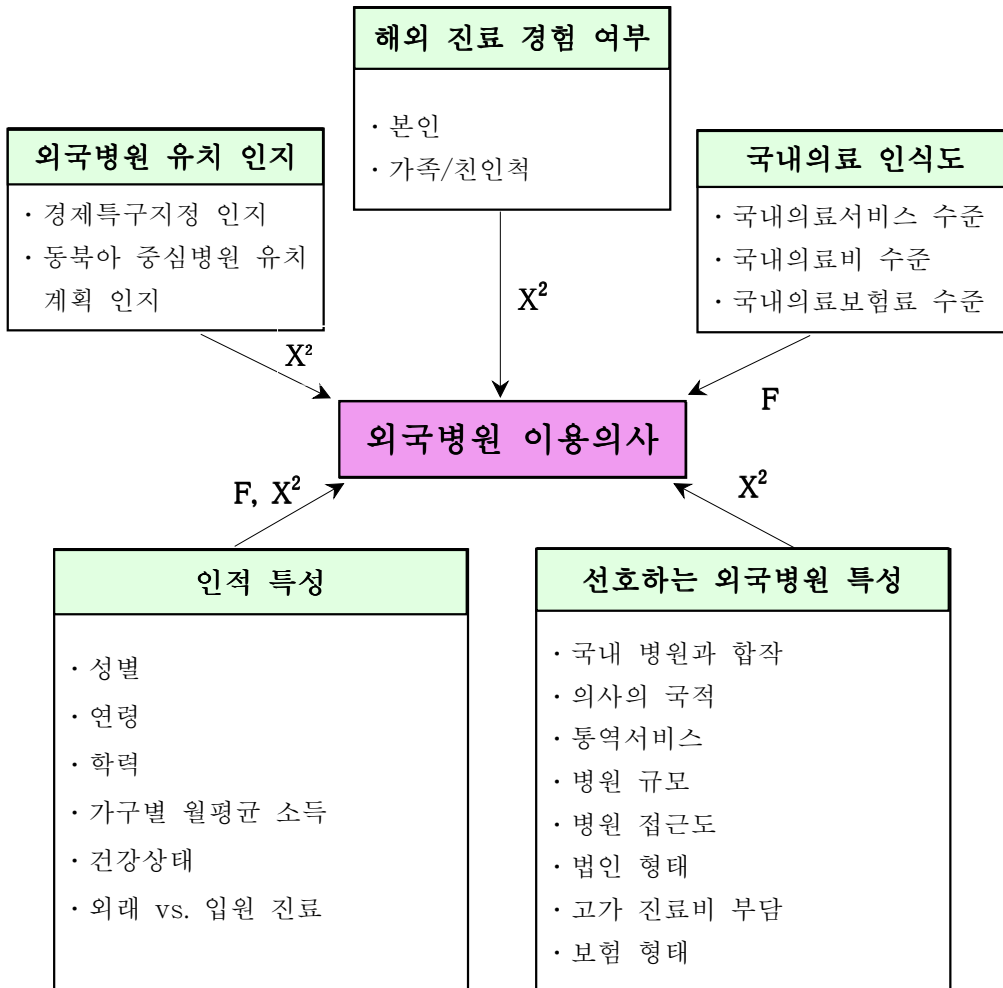 해외 진료 경험 여부
· 본인
· 가족/친인척
외국병원 유치 인지
· 경제특구지정 인지
· 동북아 중심병원 유치
계획 인지
국내의료 인식도
· 국내의료서비스 수준
· 국내의료비 수준
· 국내의료보험료 수준
X²
X²
F
외국병원 이용의사
F, X²
X²
인적 특성
· 성별
· 연령
· 학력
· 가구별 월평균 소득
· 건강상태
· 외래 vs. 입원 진료
선호하는 외국병원 특성
· 국내 병원과 합작
· 의사의 국적
· 통역서비스
· 병원 규모
· 병원 접근도
· 법인 형태
· 고가 진료비 부담
· 보험 형태